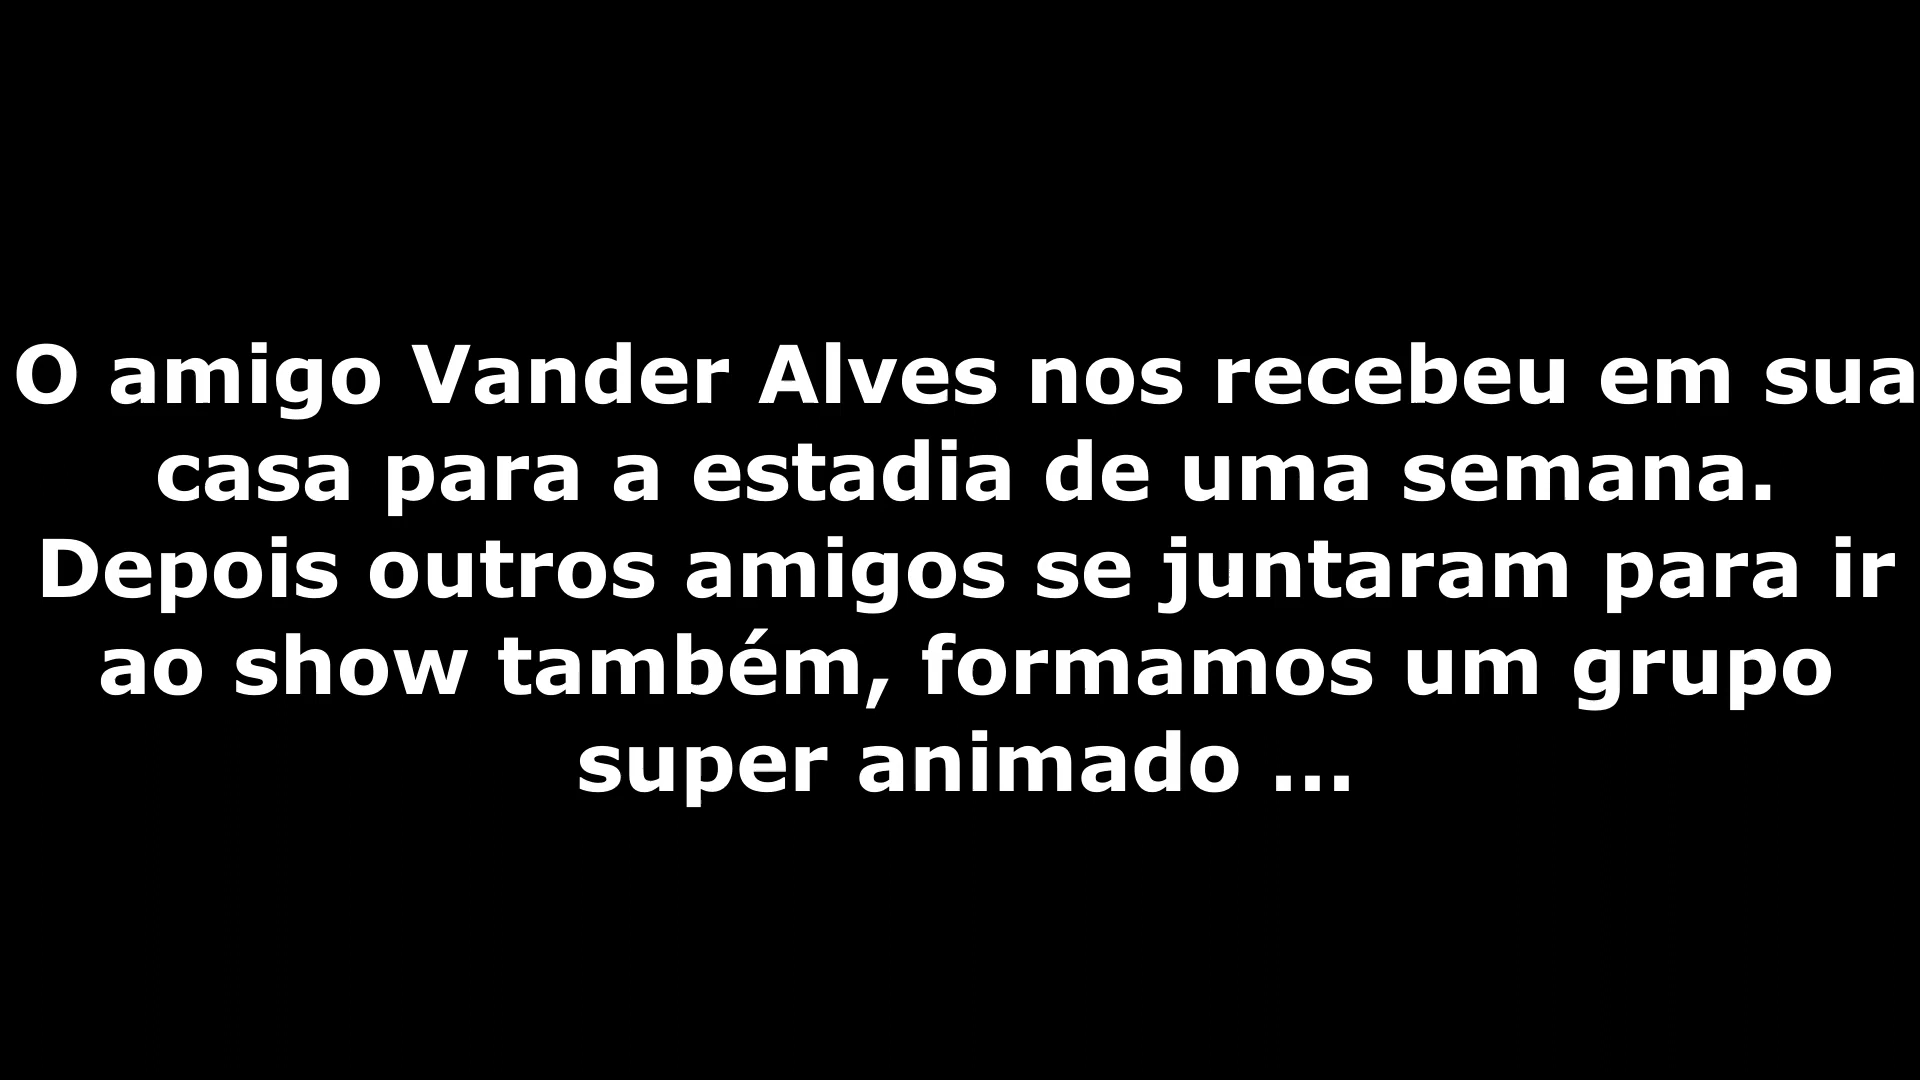 O amigo Vander Alves nos recebeu em sua
casa para a estadia de uma semana.
Depois outros amigos se juntaram para ir
ao show também, formamos um grupo
super animado ...